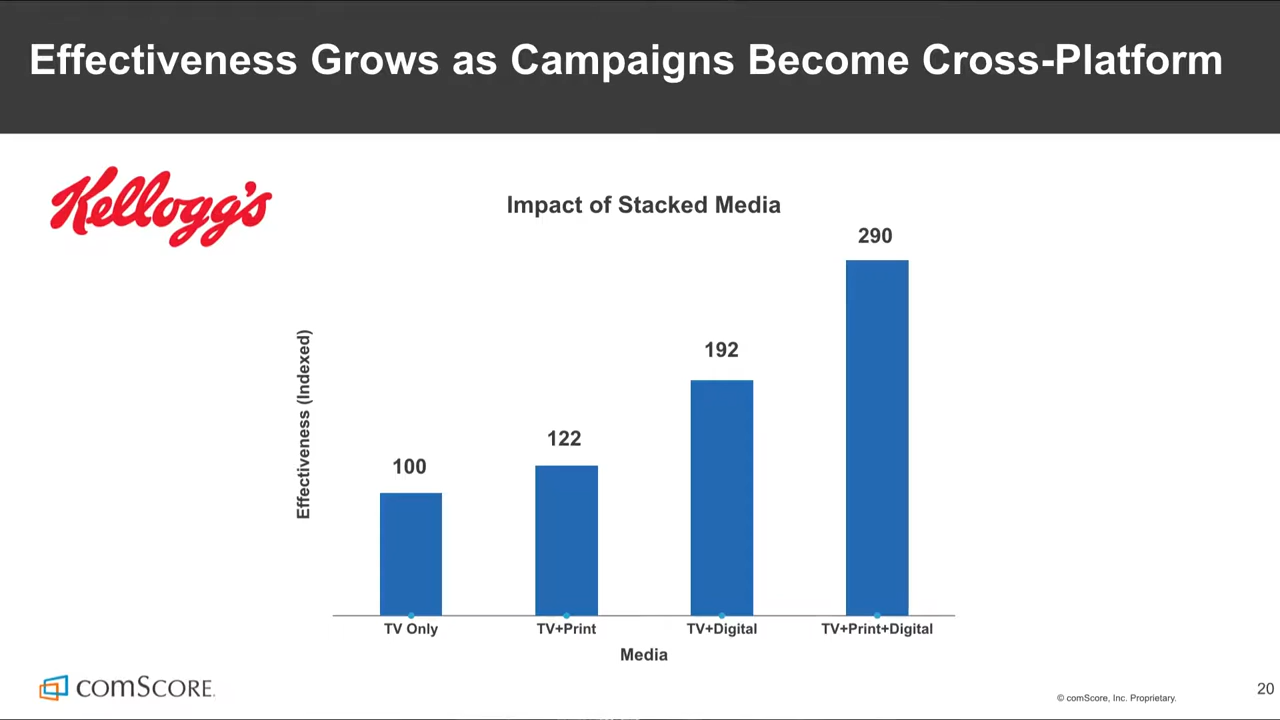 Effectiveness Grows as Campaigns Become Cross-Platform
Kellogg's
Impact of Stacked Media
290
192
122
100
Effectiveness (Indexed)
TV Only
TV+Print
TV+Digital
TV+Print+Digital
Media
comScore.
© comScore, Inc. Proprietary.
20